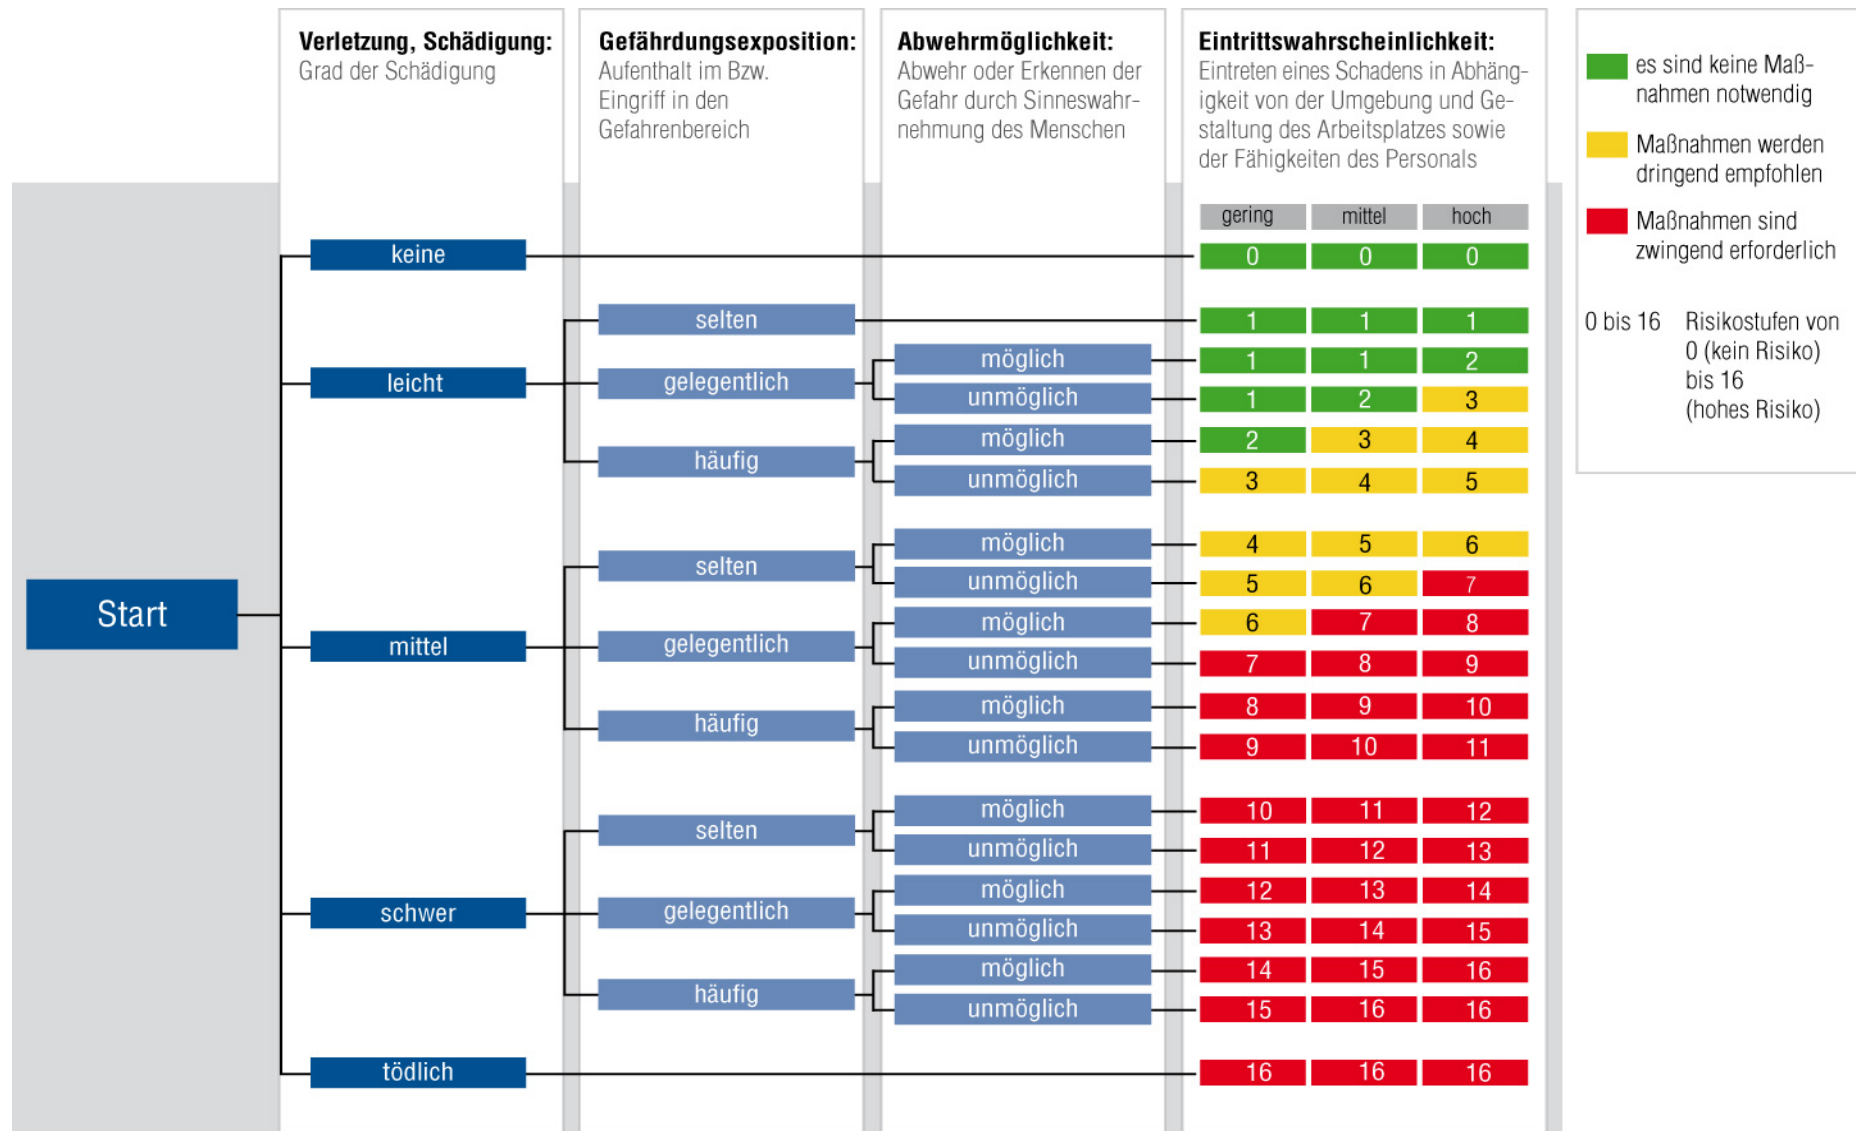 Verletzung, Schädigung:
Grad der Schädigung
Gefährdungsexposition:
Aufenthalt im Bzw.
Eingriff in den
Gefahrenbereich
Abwehrmöglichkeit:
Abwehr oder Erkennen der
Gefahr durch Sinneswahr-
nehmung des Menschen
Eintrittswahrscheinlichkeit:
Eintreten eines Schadens in Abhäng-
igkeit von der Umgebung und Ge-
staltung des Arbeitsplatzes sowie
der Fähigkeiten des Personals
es sind keine Maß-
nahmen notwendig
Maßnahmen werden
dringend empfohlen
Maßnahmen sind
zwingend erforderlich
0 bis 16 Risikostufen von
0 (kein Risiko)
bis 16
(hohes Risiko)
gering mittel hoch
Start
keine 0 0 0
selten 1 1 1
möglich 1 1 2
leicht gelegentlich
unmöglich 1 2 3
möglich 2 3 4
häufig
unmöglich 3 4 5
möglich 4 5 6
selten
unmöglich 5 6 7
möglich 6 7 8
mittel gelegentlich
unmöglich 7 8 9
möglich 8 9 10
häufig
unmöglich 9 10 11
möglich 10 11 12
selten
unmöglich 11 12 13
möglich 12 13 14
schwer gelegentlich
unmöglich 13 14 15
möglich 14 15 16
häufig
unmöglich 15 16 16
tödlich 16 16 16